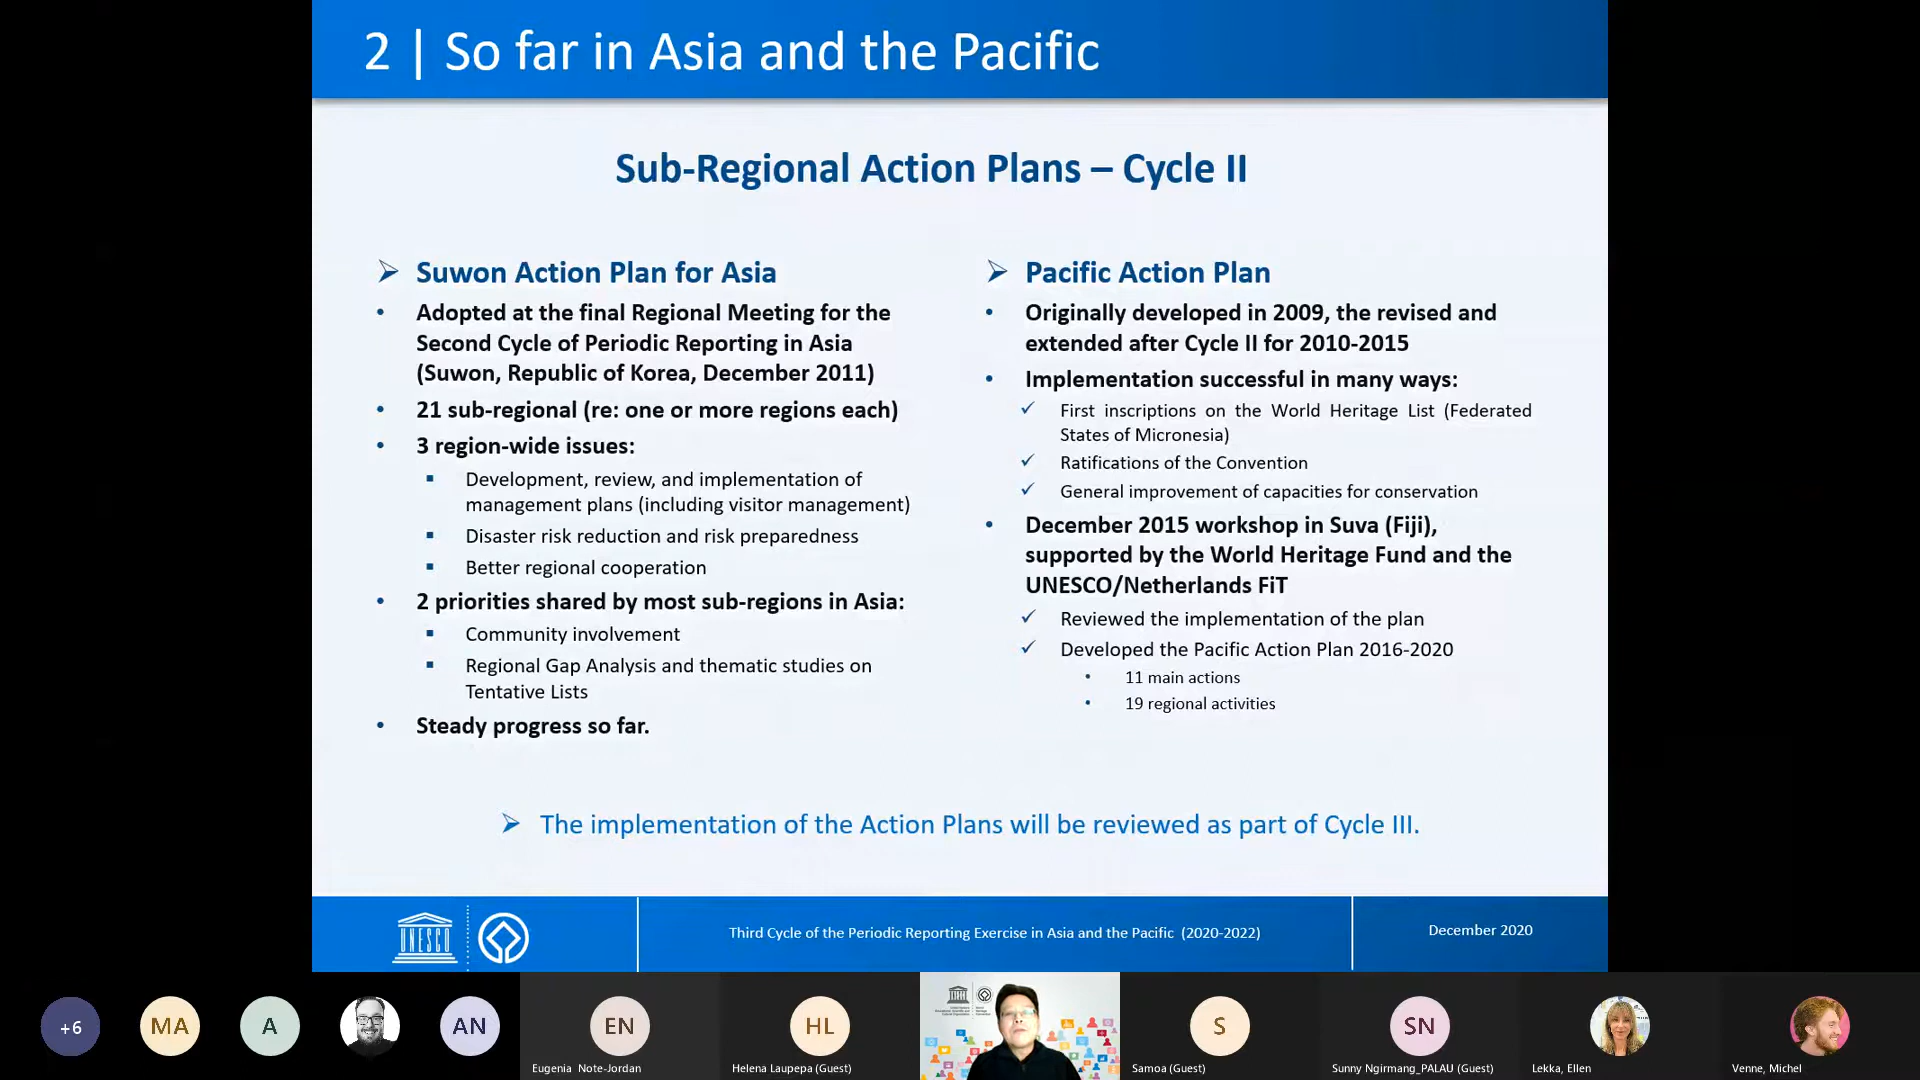 2 | So far in Asia and the Pacific
Sub-Regional Action Plans – Cycle II
Suwon Action Plan for Asia
Adopted at the final Regional Meeting for the
Second Cycle of Periodic Reporting in Asia
(Suwon, Republic of Korea, December 2011)
21 sub-regional (re: one or more regions each)
3 region-wide issues:
Development, review, and implementation of
management plans (including visitor management)
Disaster risk reduction and risk preparedness
Better regional cooperation
2 priorities shared by most sub-regions in Asia:
Community involvement
Regional Gap Analysis and thematic studies on
Tentative Lists
Steady progress so far.
Pacific Action Plan
Originally developed in 2009, the revised and
extended after Cycle II for 2010-2015
Implementation successful in many ways:
First inscriptions on the World Heritage List (Federated
States of Micronesia)
Ratifications of the Convention
General improvement of capacities for conservation
December 2015 workshop in Suva (Fiji),
supported by the World Heritage Fund and the
UNESCO/Netherlands FiT
Reviewed the implementation of the plan
Developed the Pacific Action Plan 2016-2020
11 main actions
19 regional activities
The implementation of the Action Plans will be reviewed as part of Cycle III.
UNESCO
Third Cycle of the Periodic Reporting Exercise in Asia and the Pacific (2020-2022)
December 2020
+6
MA
A
AN
EN
HL
S
SN
Eugenia Note-Jordan
Helena Laupepa (Guest)
Samoa (Guest)
Sunny Ngirmang_PALAU (Guest)
Lekka, Ellen
Venne, Michel